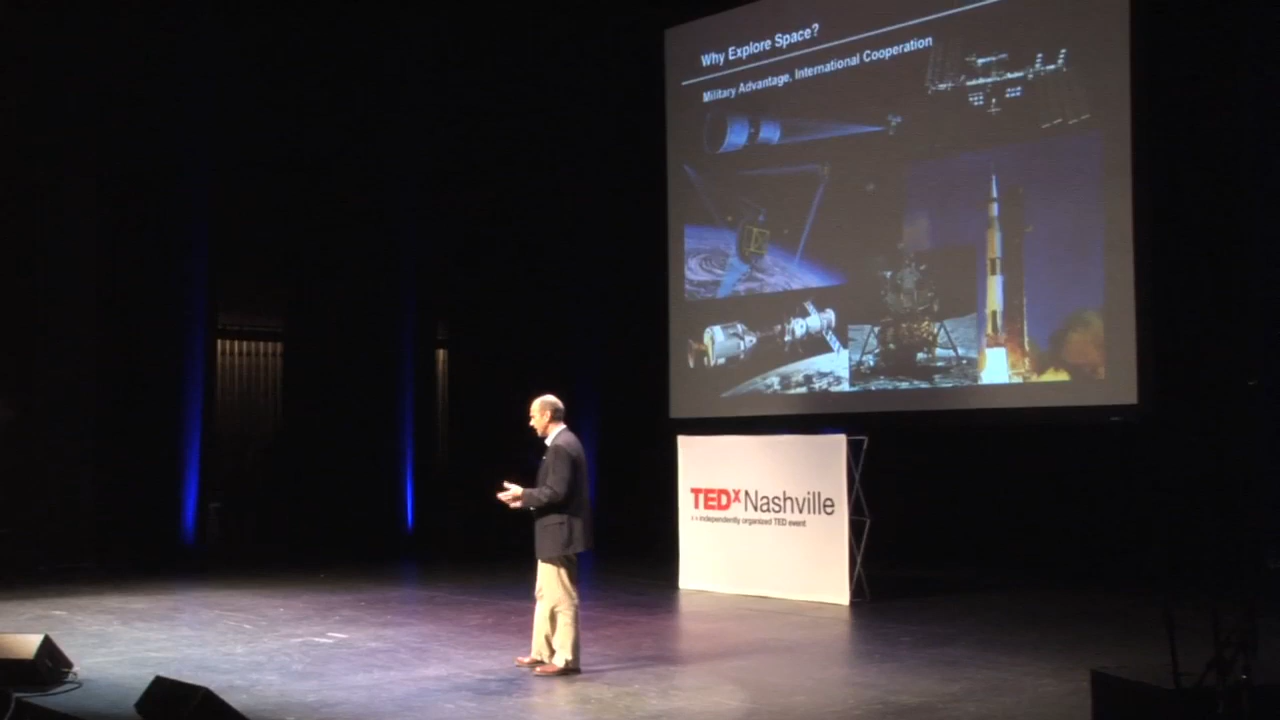 Why Explore Space?
Military Advantage, International Cooperation
TEDx Nashville
x = independently organized TED event